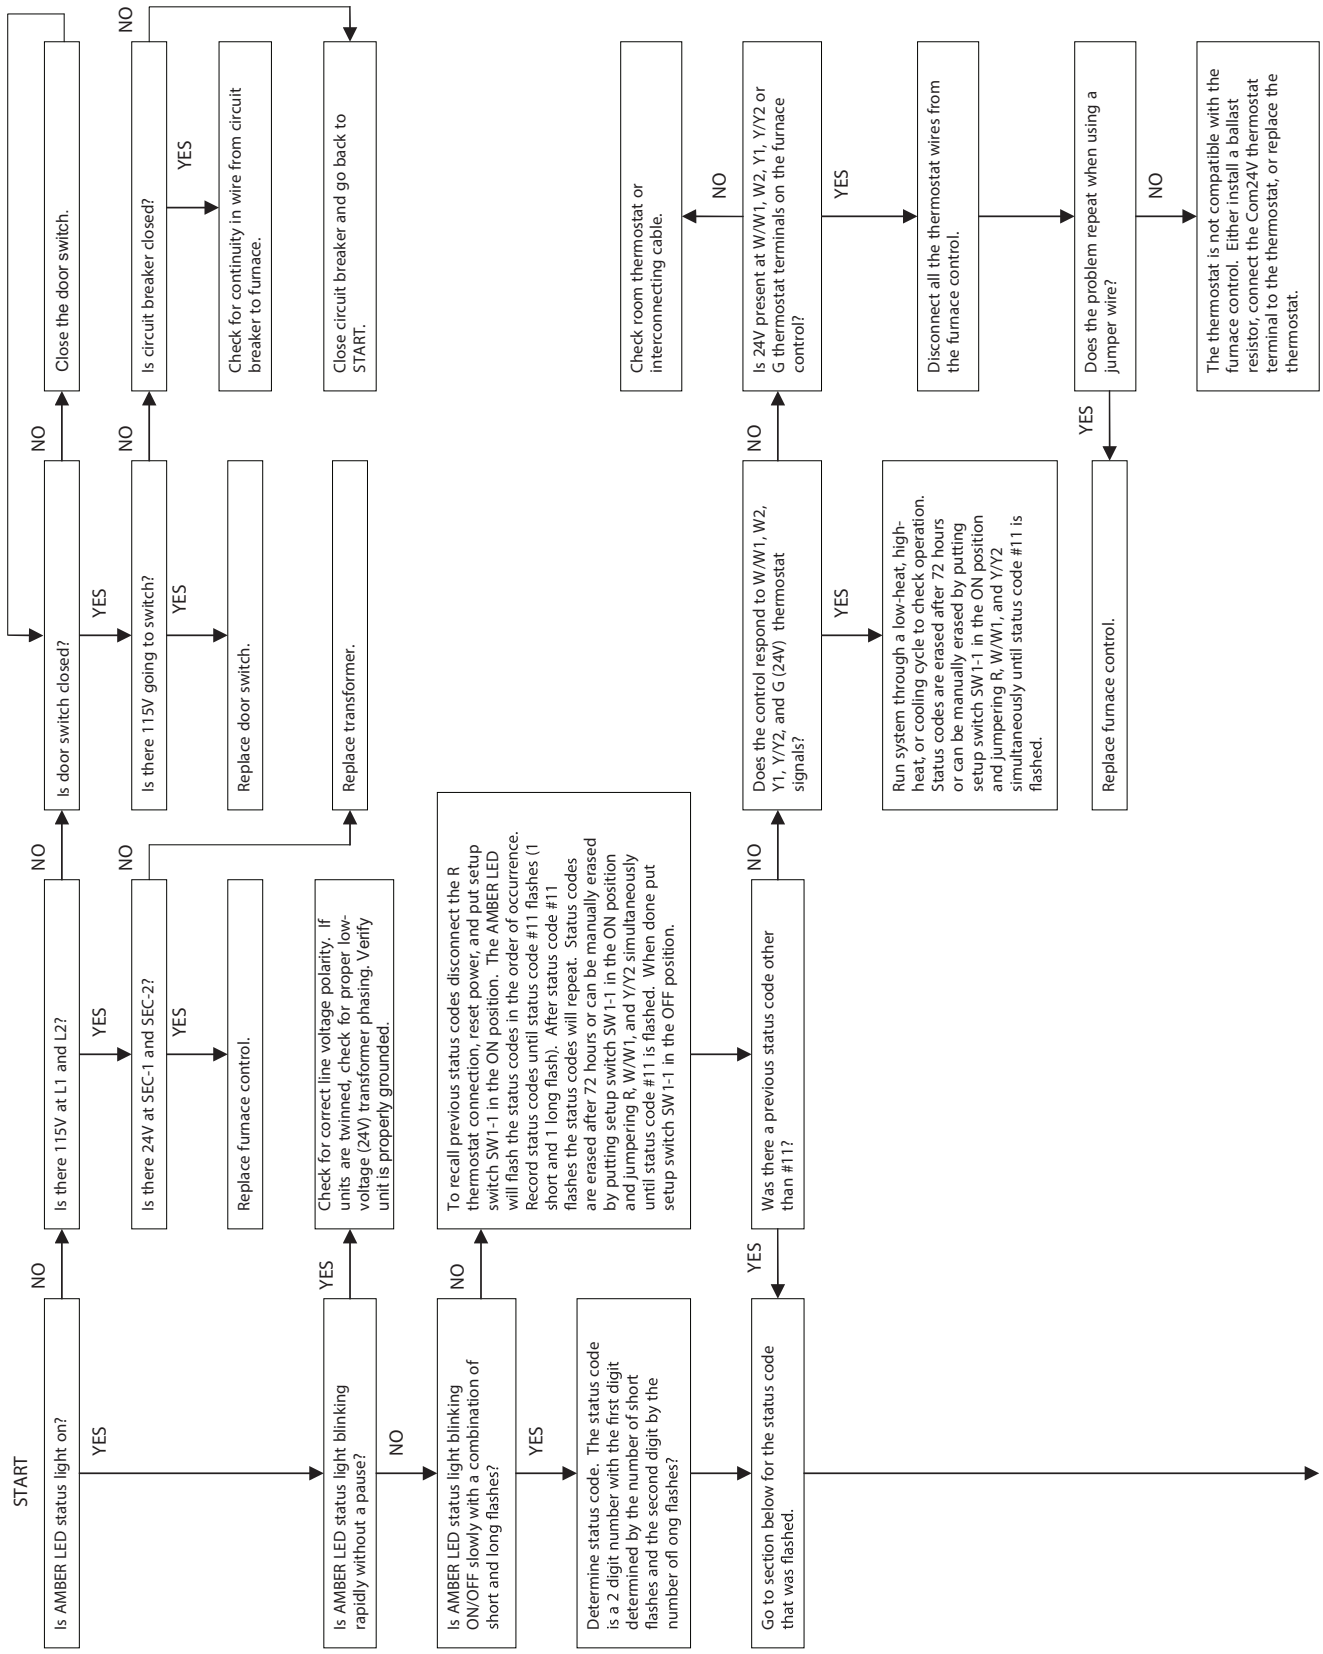 START
Is AMBER LED status light on?
NO
YES
Is there 115V at L1 and L2?
NO
YES
Is door switch closed?
NO
YES
Close the door switch.
Is there 24V at SEC-1 and SEC-2?
NO
YES
Is there 115V going to switch?
NO
YES
Is circuit breaker closed?
NO
YES
Replace furnace control.
Replace door switch.
Check for continuity in wire from circuit
breaker to furnace.
Is AMBER LED status light blinking
rapidly without a pause?
YES
NO
Check for correct line voltage polarity. If
units are twinned, check for proper low-
voltage (24V) transformer phasing. Verify
unit is properly grounded.
Replace transformer.
Close circuit breaker and go back to
START.
Is AMBER LED status light blinking
ON/OFF slowly with a combination of
short and long flashes?
NO
YES
To recall previous status codes disconnect the R
thermostat connection, reset power, and put setup
switch SW1-1 in the ON position. The AMBER LED
will flash the status codes in the order of occurrence.
Record status codes until status code #11 flashes (1
short and 1 long flash). After status code #11
flashes the status codes will repeat. Status codes
are erased after 72 hours or can be manually erased
by putting setup switch SW1-1 in the ON position
and jumpering R, W/W1, and Y/Y2 simultaneously
until status code #11 is flashed. When done put
setup switch SW1-1 in the OFF position.
Determine status code. The status code
is a 2 digit number with the first digit
determined by the number of short
flashes and the second digit by the
number ofl ong flashes?
Check room thermostat or
interconnecting cable.
NO
Go to section below for the status code
that was flashed.
YES
Was there a previous status code other
than #11?
NO
Does the control respond to W/W1, W2,
Y1, Y/Y2, and G (24V) thermostat
signals?
NO
YES
Is 24V present at W/W1, W2, Y1, Y/Y2 or
G thermostat terminals on the furnace
control?
YES
Run system through a low-heat, high-
heat, or cooling cycle to check operation.
Status codes are erased after 72 hours
or can be manually erased by putting
setup switch SW1-1 in the ON position
and jumpering R, W/W1, and Y/Y2
simultaneously until status code #11 is
flashed.
Disconnect all the thermostat wires from
the furnace control.
Replace furnace control.
YES
Does the problem repeat when using a
jumper wire?
NO
The thermostat is not compatible with the
furnace control. Either install a ballast
resistor, connect the Com24V thermostat
terminal to the thermostat, or replace the
thermostat.